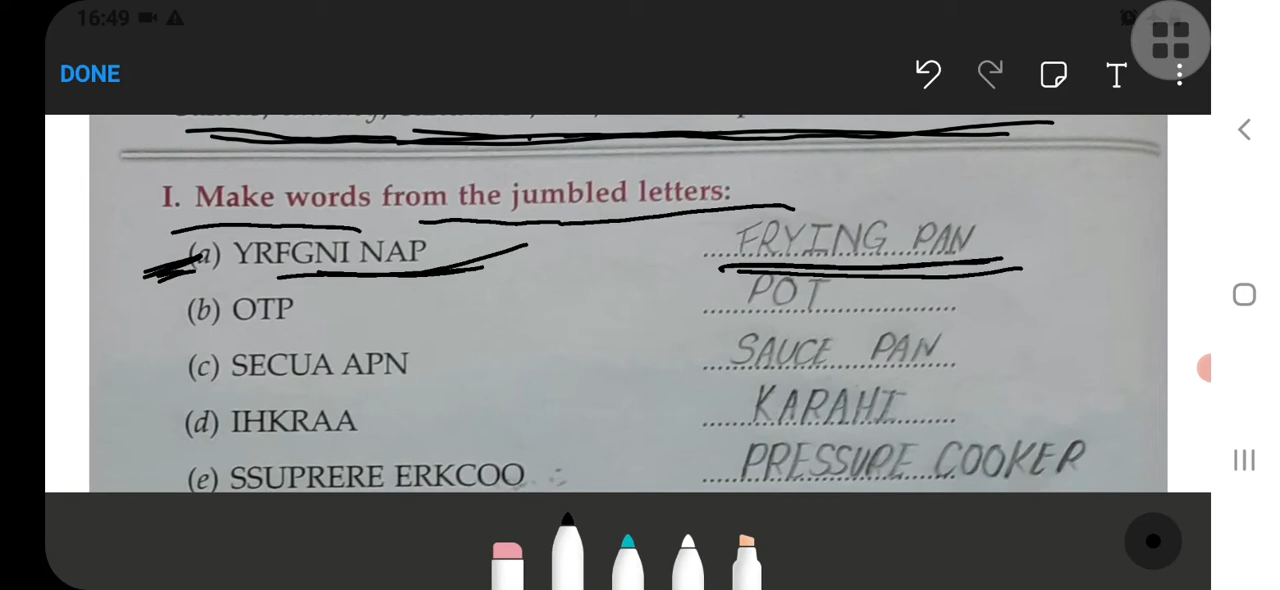 16:49
DONE
T
I. Make words from the jumbled letters:
(a) YRFGNI NAP FRYING PAN
(b) OTP POT
(c) SECUA APN SAUCE PAN
(d) IHKRAA KARAHI
(e) SSUPRERE ERKCOO PRESSURE COOKER